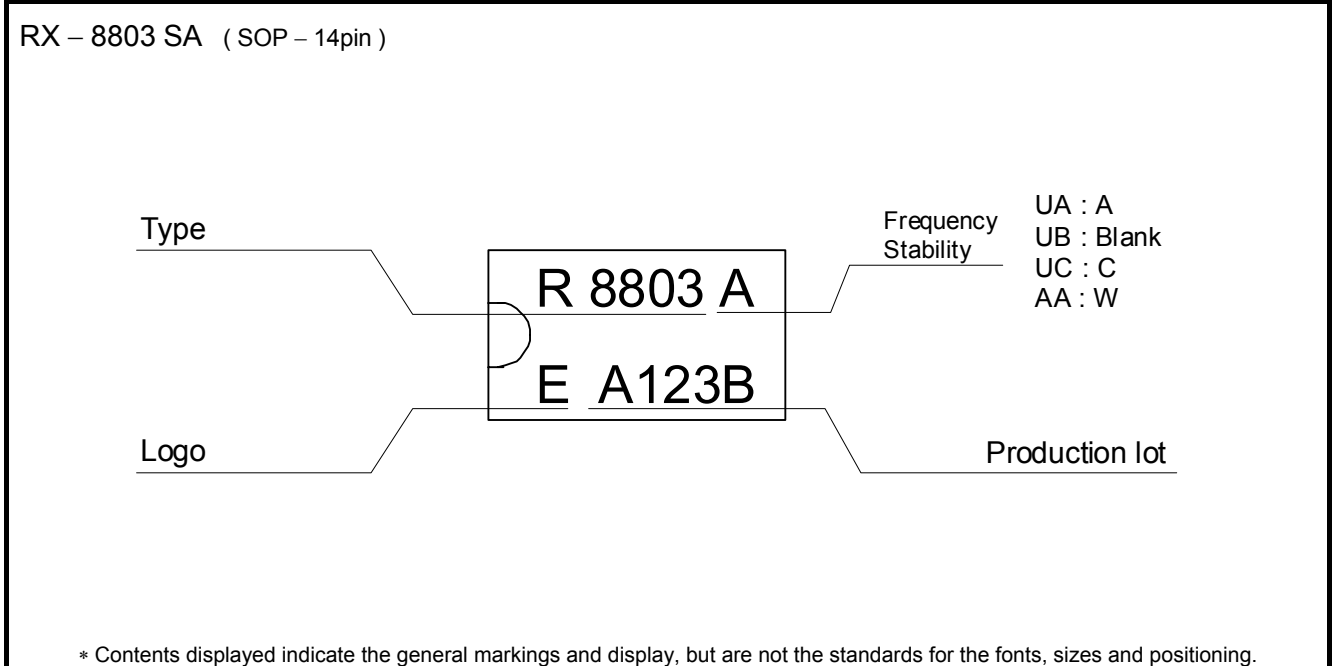 RX – 8803 SA ( SOP – 14pin )
Type
Frequency
Stability
UA : A
UB : Blank
UC : C
AA : W
R 8803 A
E A123B
Logo
Production lot
* Contents displayed indicate the general markings and display, but are not the standards for the fonts, sizes and positioning.